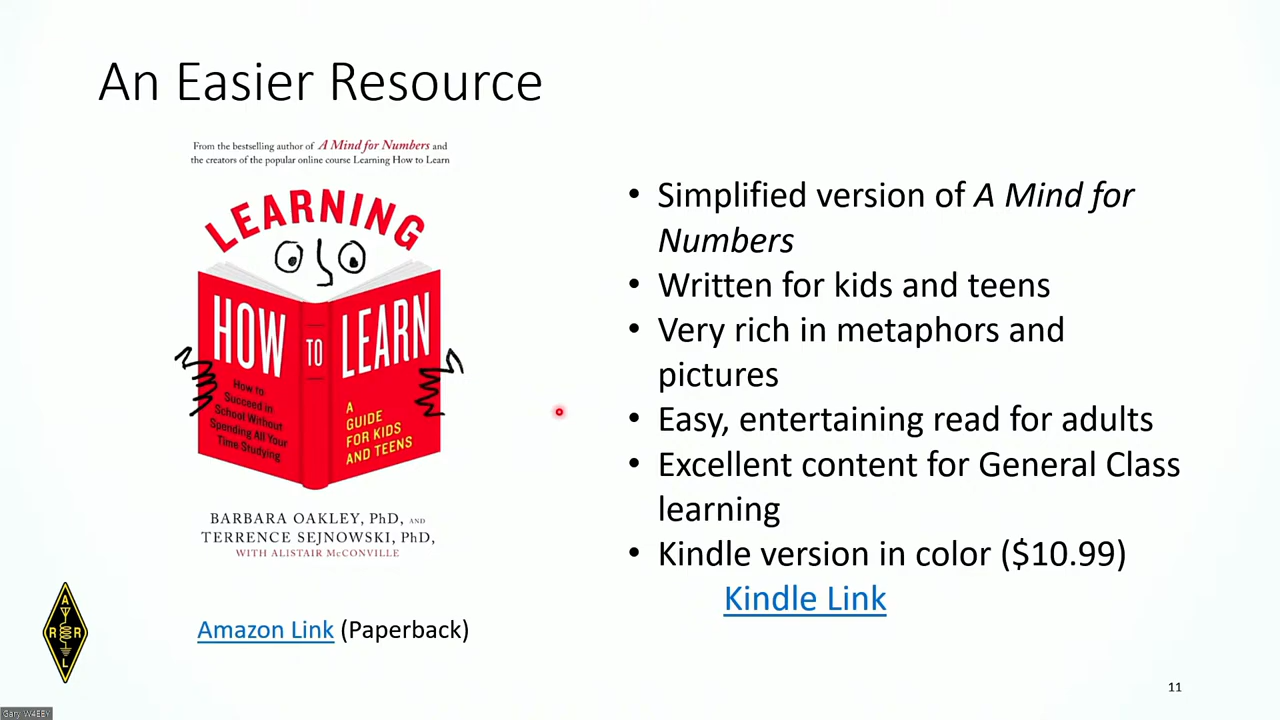 An Easier Resource
From the bestselling author of A Mind for Numbers and
the creators of the popular online course Learning How to Learn
LEARNING
HOW
TO
LEARN
How to
Succeed in
School Without
Spending All Your
Time Studying
A
GUIDE
FOR KIDS
AND TEENS
BARBARA OAKLEY, PhD, AND
TERRENCE SEJNOWSKI, PhD,
WITH ALISTAIR McCONVILLE
Amazon Link (Paperback)
• Simplified version of A Mind for
Numbers
• Written for kids and teens
• Very rich in metaphors and
pictures
• Easy, entertaining read for adults
• Excellent content for General Class
learning
• Kindle version in color ($10.99)
Kindle Link
A
R R
L
11
Gary W4EEY